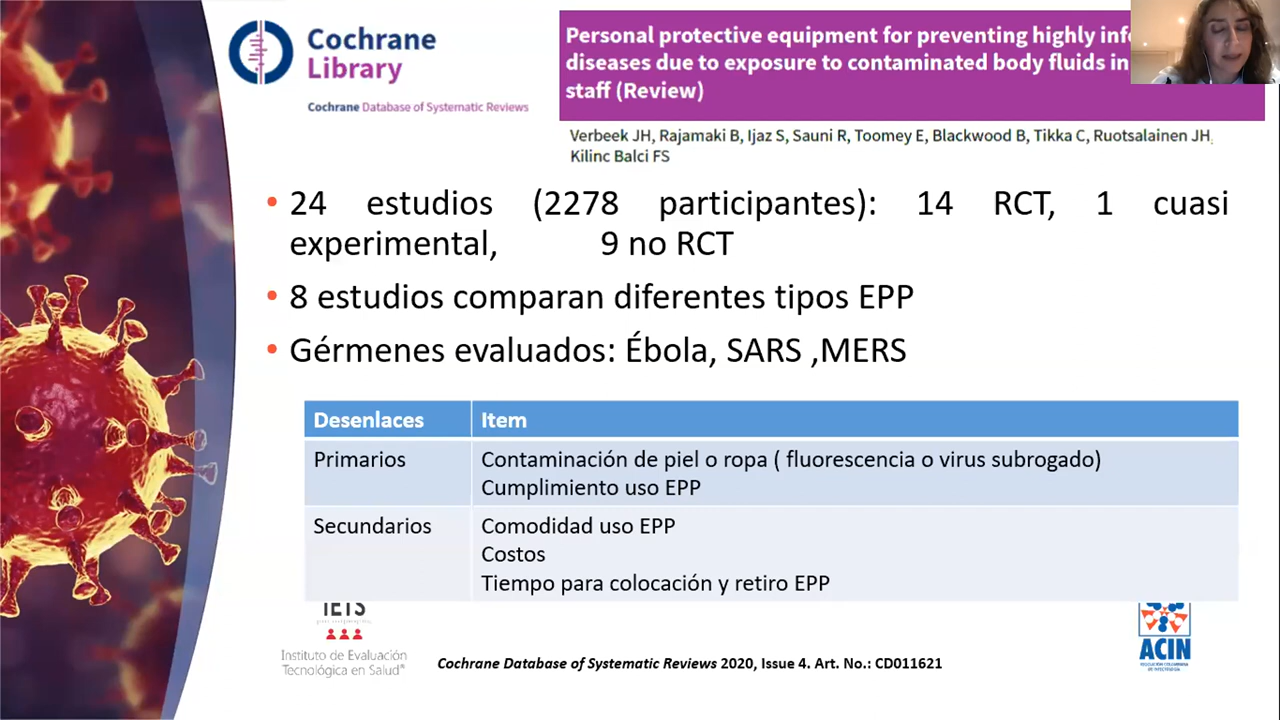 Cochrane
Library
Cochrane Database of Systematic Reviews
Personal protective equipment for preventing highly
diseases due to exposure to contaminated body fluids in
staff (Review)
Verbeek JH, Rajamaki B, Ijaz S, Sauni R, Toomey E, Blackwood B, Tikka C, Ruotsalainen JH,
Kilinc Balci FS
• 24 estudios (2278 participantes): 14 RCT, 1 cuasi
experimental, 9 no RCT
• 8 estudios comparan diferentes tipos EPP
• Gérmenes evaluados: Ébola, SARS ,MERS
Desenlaces Item
Primarios Contaminación de piel o ropa ( fluorescencia o virus subrogado)
Cumplimiento uso EPP
Secundarios Comodidad uso EPP
Costos
Tiempo para colocación y retiro EPP
IETS
Instituto de Evaluación
Tecnológica en Salud®
Cochrane Database of Systematic Reviews 2020, Issue 4. Art. No.: CD011621
ACIN